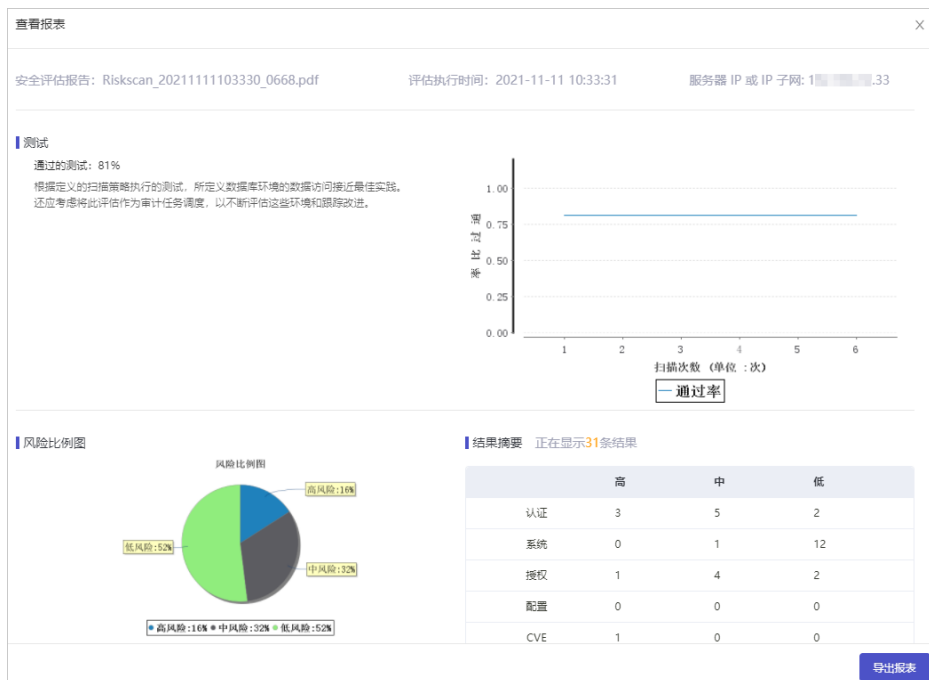 查看报表
安全评估报告：Riskscan_20211111103330_0668.pdf 评估执行时间：2021-11-11 10:33:31 服务器 IP 或 IP 子网: 1 .33
测试
通过的测试：81%
根据定义的扫描策略执行的测试，所定义数据库环境的数据访问接近最佳实践。
还应考虑将此评估作为审计任务调度，以不断评估这些环境和跟踪改进。
通过比率
1.00
0.75
0.50
0.25
0.00
1 2 3 4 5 6
扫描次数 (单位 :次)
通过率
风险比例图
风险比例图
高风险:16%
低风险:52%
中风险:32%
高风险:16% 中风险:32% 低风险:52%
结果摘要 正在显示31条结果
高 中 低
认证 3 5 2
系统 0 1 12
授权 1 4 2
配置 0 0 0
CVE 1 0 0
导出报表